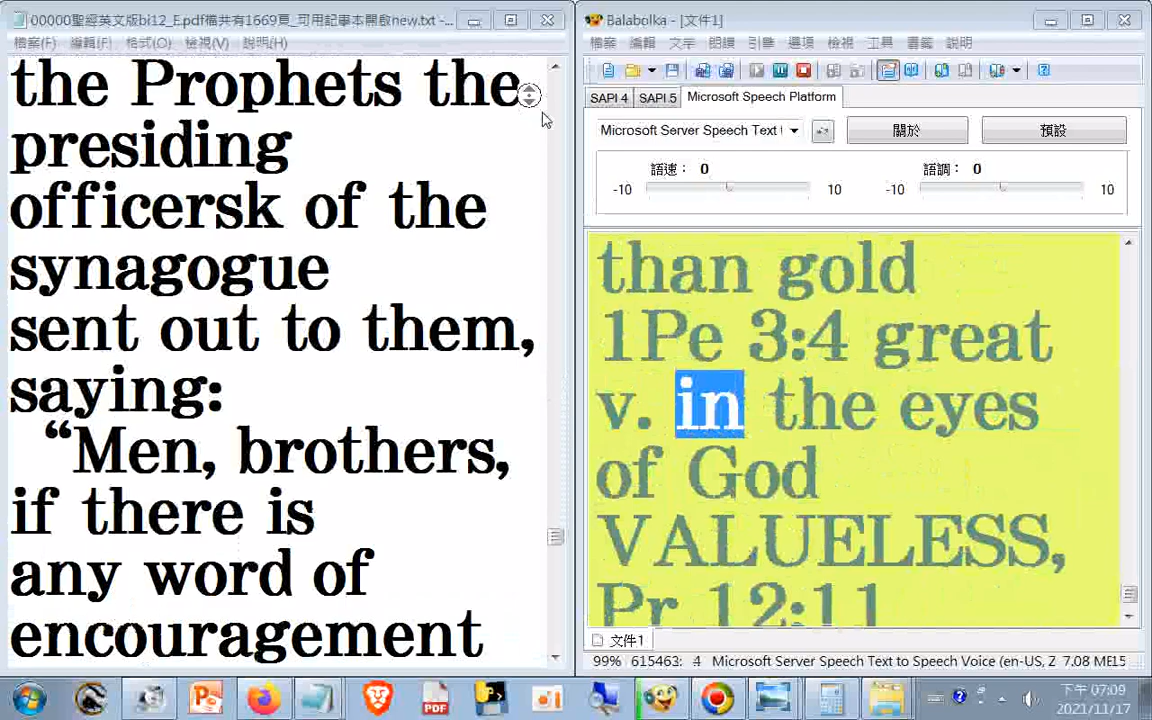 00000聖經英文版bi12_E.pdf檔共有1669頁_可用記事本開啟new.txt -...
檔案(F) 編輯(E) 格式(O) 檢視(V) 說明(H)
the Prophets the
presiding
officersk of the
synagogue
sent out to them,
saying:
“Men, brothers,
if there is
any word of
encouragement
Balabolka - [文件1]
檔案 編輯 文字 朗讀 引擎 選項 檢視 工具 書籤 說明
SAPI 4 SAPI 5 Microsoft Speech Platform
Microsoft Server Speech Text 關於 預設
語速: 0 語調: 0
-10 10 -10 10
than gold
1Pe 3:4 great
v. in the eyes
of God
VALUELESS,
Pr 12:11
文件1
99% 615463: 4 Microsoft Server Speech Text to Speech Voice (en-US, Z 7.08 ME15
PDF
下午 07:09
2021/11/17